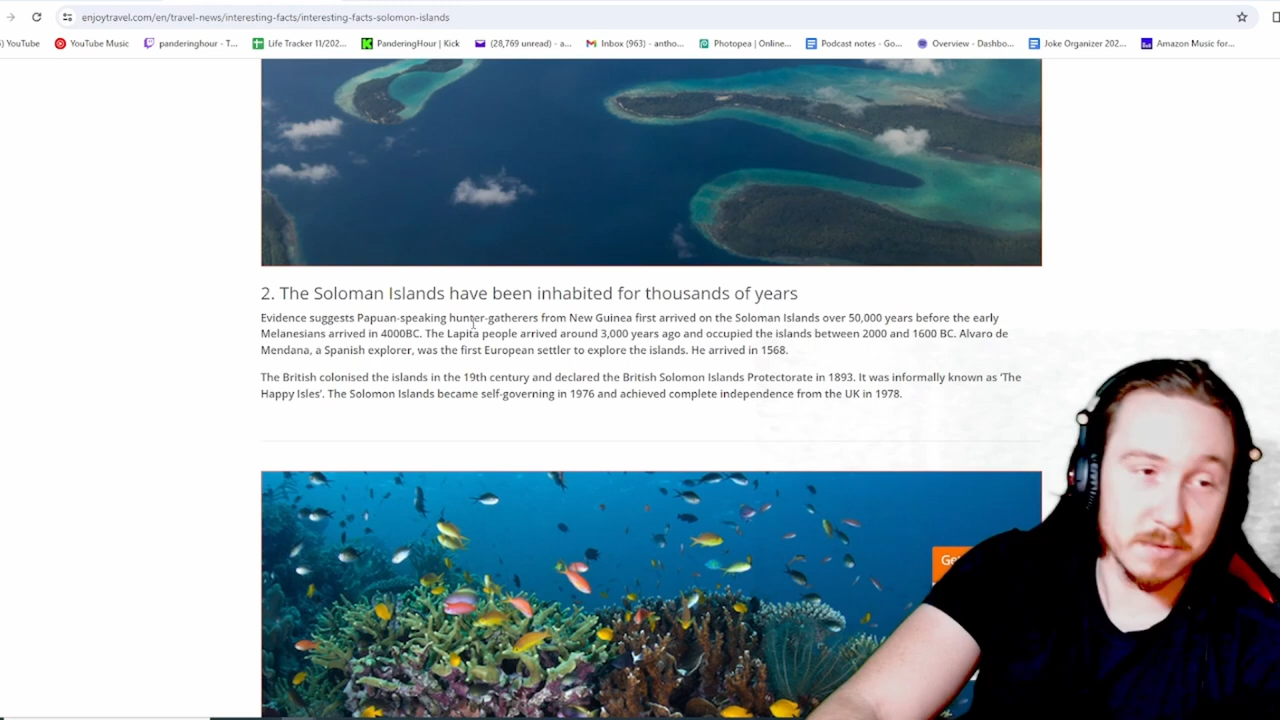 enjoytravel.com/en/travel-news/interesting-facts/interesting-facts-solomon-islands
) YouTube YouTube Music panderinghour - T... Life Tracker 11/202... PanderingHour | Kick (28,769 unread) - a... Inbox (963) - antho... Photopea | Online... Podcast notes - Go... Overview - Dashbo... Joke Organizer 202... Amazon Music for...
2. The Soloman Islands have been inhabited for thousands of years
Evidence suggests Papuan-speaking hunter-gatherers from New Guinea first arrived on the Soloman Islands over 50,000 years before the early
Melanesians arrived in 4000BC. The Lapita people arrived around 3,000 years ago and occupied the islands between 2000 and 1600 BC. Alvaro de
Mendana, a Spanish explorer, was the first European settler to explore the islands. He arrived in 1568.
The British colonised the islands in the 19th century and declared the British Solomon Islands Protectorate in 1893. It was informally known as ‘The
Happy Isles’. The Solomon Islands became self-governing in 1976 and achieved complete independence from the UK in 1978.